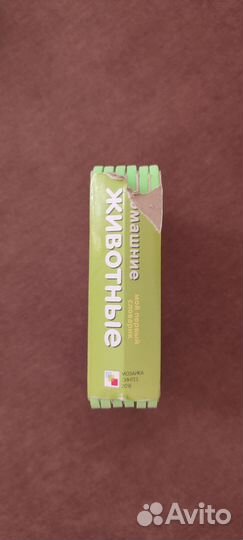 омашние
животные
мой первый
словарик
МОЗАИКА
СИНТЕЗ
Avito